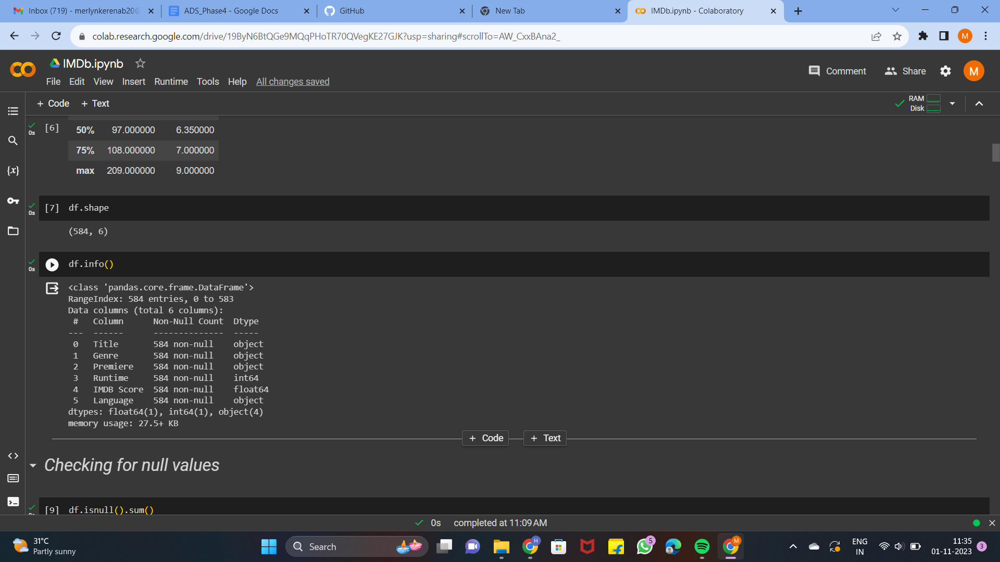 Inbox (719) - merlynkerenab20@
ADS_Phase4 - Google Docs
GitHub
New Tab
IMDb.ipynb - Colaboratory
colab.research.google.com/drive/19ByN6BtQGe9MQqPHoTR70QVegKE27GJK?usp=sharing#scrollTo=AW_CxxBAna2_
M
IMDb.ipynb
Comment
Share
M
File Edit View Insert Runtime Tools Help All changes saved
+ Code + Text
RAM
Disk
[6]
0s
50% 97.000000 6.350000
75% 108.000000 7.000000
max 209.000000 9.000000
{x}
[7] df.shape
0s
(584, 6)
df.info()
0s
<class 'pandas.core.frame.DataFrame'>
RangeIndex: 584 entries, 0 to 583
Data columns (total 6 columns):
# Column Non-Null Count Dtype
--- ------ -------------- -----
0 Title 584 non-null object
1 Genre 584 non-null object
2 Premiere 584 non-null object
3 Runtime 584 non-null int64
4 IMDB Score 584 non-null float64
5 Language 584 non-null object
dtypes: float64(1), int64(1), object(4)
memory usage: 27.5+ KB
+ Code + Text
Checking for null values
[9] df.isnull().sum()
0s completed at 11:09 AM
31°C
Partly sunny
Search
H
5
M
ENG
IN
11:35
01-11-2023
3